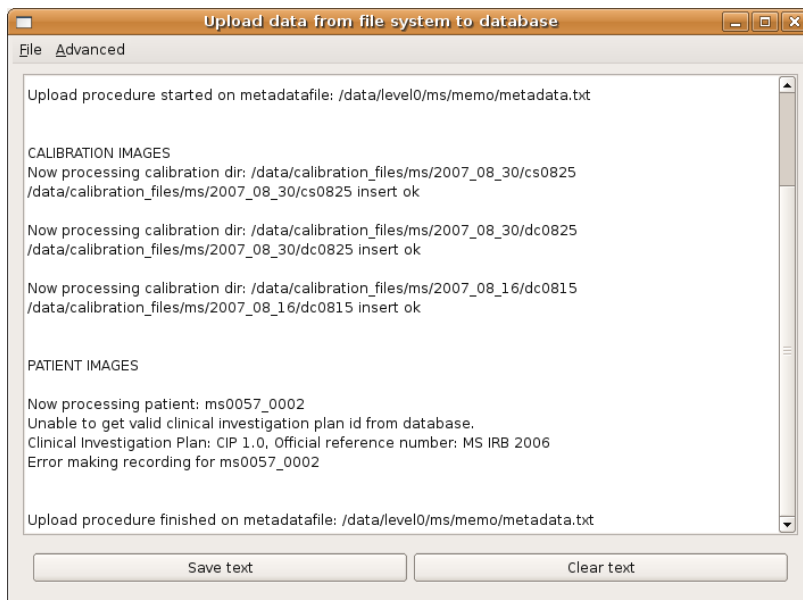 Upload data from file system to database
File Advanced
Upload procedure started on metadatafile: /data/level0/ms/memo/metadata.txt
CALIBRATION IMAGES
Now processing calibration dir: /data/calibration_files/ms/2007_08_30/cs0825
/data/calibration_files/ms/2007_08_30/cs0825 insert ok
Now processing calibration dir: /data/calibration_files/ms/2007_08_30/dc0825
/data/calibration_files/ms/2007_08_30/dc0825 insert ok
Now processing calibration dir: /data/calibration_files/ms/2007_08_16/dc0815
/data/calibration_files/ms/2007_08_16/dc0815 insert ok
PATIENT IMAGES
Now processing patient: ms0057_0002
Unable to get valid clinical investigation plan id from database.
Clinical Investigation Plan: CIP 1.0, Official reference number: MS IRB 2006
Error making recording for ms0057_0002
Upload procedure finished on metadatafile: /data/level0/ms/memo/metadata.txt
Save text
Clear text